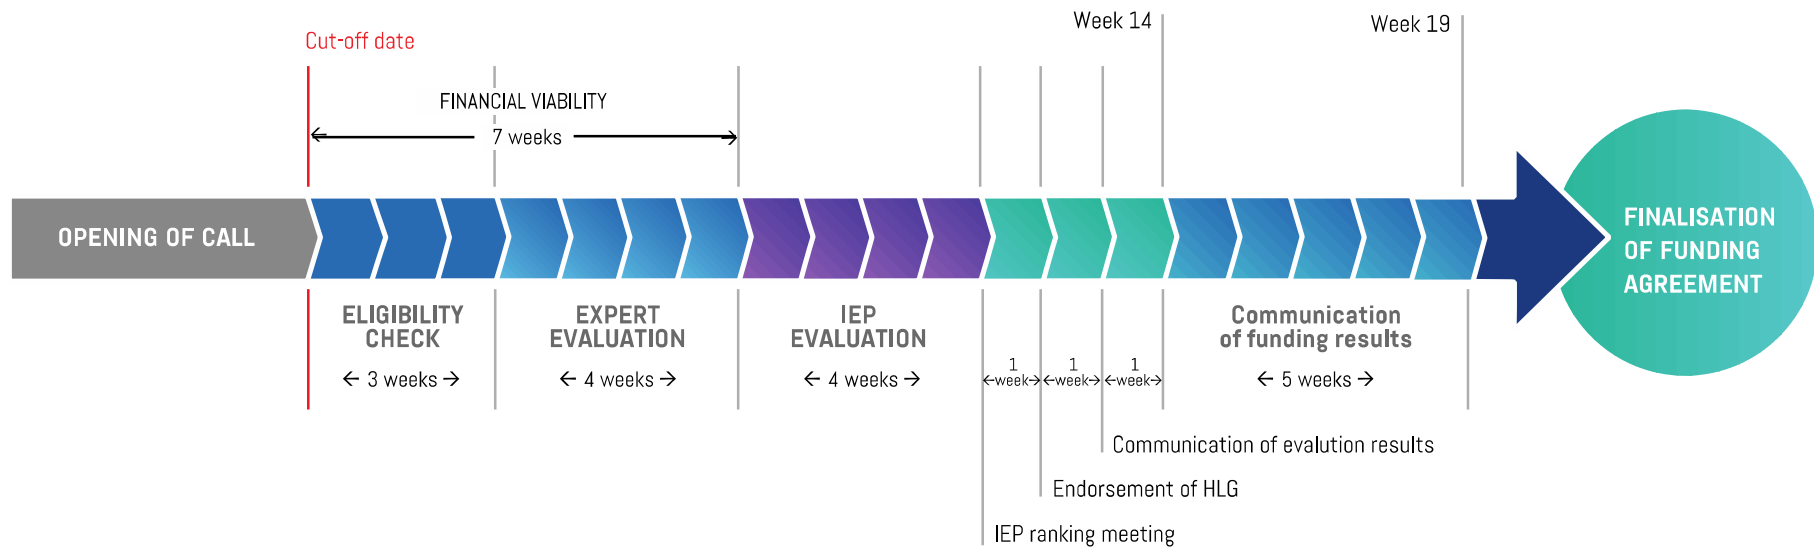 Week 14
Week 19
Cut-off date
FINANCIAL VIABILITY
7 weeks
OPENING OF CALL
FINALISATION
OF FUNDING
AGREEMENT
ELIGIBILITY
CHECK
← 3 weeks →
EXPERT
EVALUATION
← 4 weeks →
IEP
EVALUATION
← 4 weeks →
1
week
1
week
1
week
Communication
of funding results
← 5 weeks →
Communication of evalution results
Endorsement of HLG
IEP ranking meeting